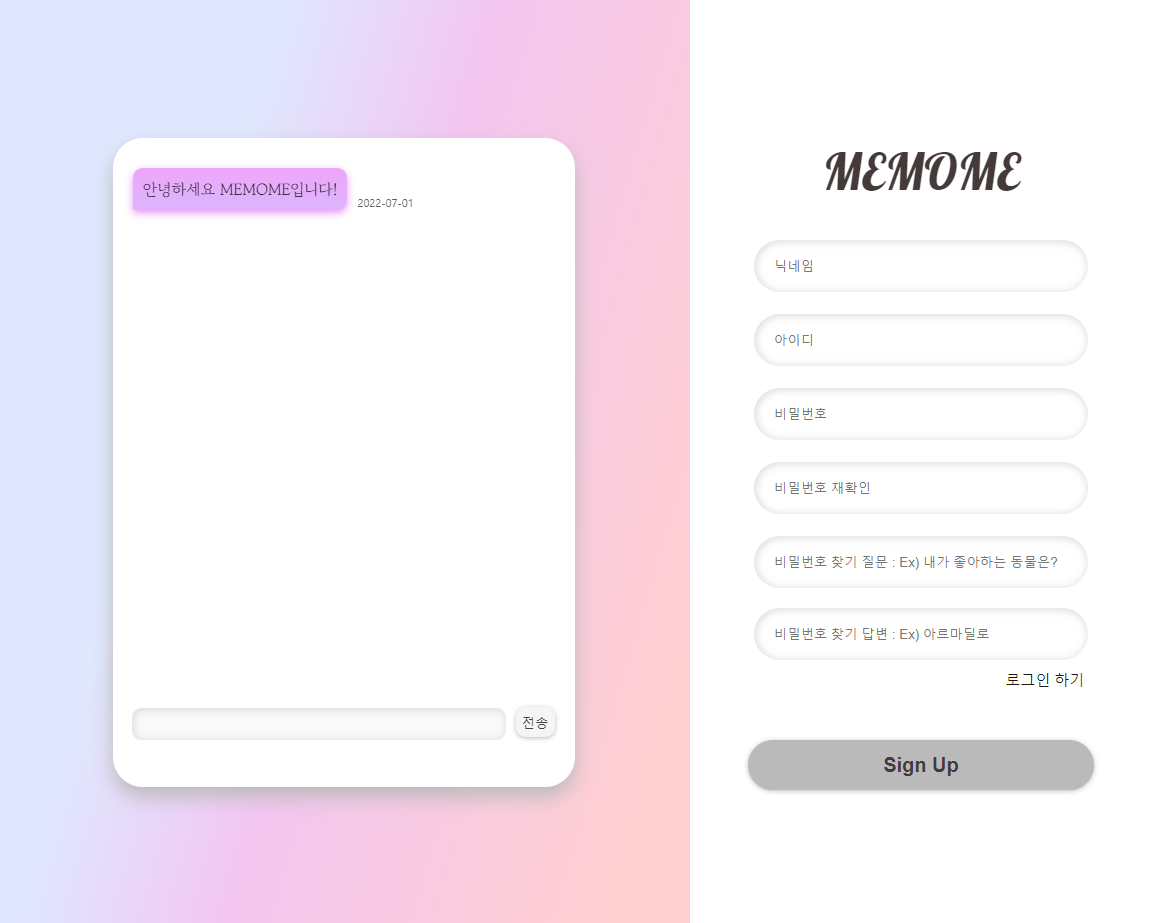 안녕하세요 MEMOME입니다!
2022-07-01
전송
MEMOME
닉네임
아이디
비밀번호
비밀번호 재확인
비밀번호 찾기 질문 : Ex) 내가 좋아하는 동물은?
비밀번호 찾기 답변 : Ex) 아르마딜로
로그인 하기
Sign Up